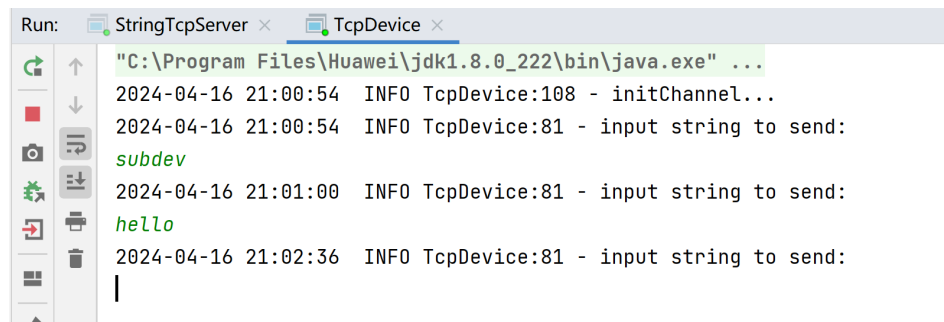 Run: StringTcpServer × TcpDevice ×
"C:\Program Files\Huawei\jdk1.8.0_222\bin\java.exe" ...
2024-04-16 21:00:54  INFO TcpDevice:108 - initChannel...
2024-04-16 21:00:54  INFO TcpDevice:81 - input string to send:
subdev
2024-04-16 21:01:00  INFO TcpDevice:81 - input string to send:
hello
2024-04-16 21:02:36  INFO TcpDevice:81 - input string to send: